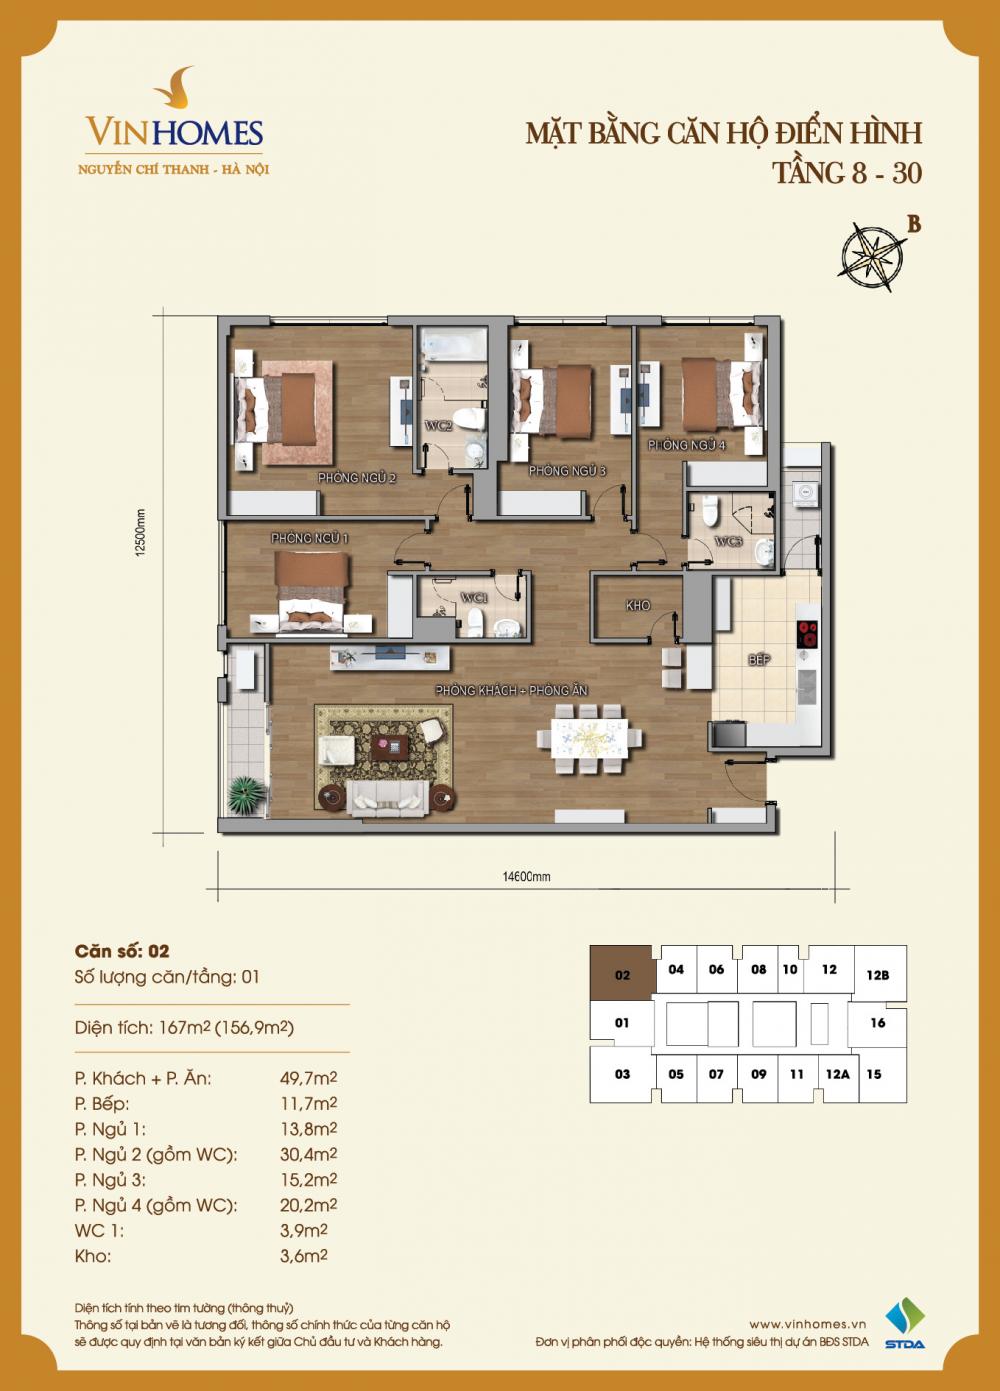 VINHOMES
NGUYỄN CHÍ THANH - HÀ NỘI
MẶT BẰNG CĂN HỘ ĐIỂN HÌNH
TẦNG 8 - 30
B
12500mm
PHÒNG NGỦ 2
WC2
PHÒNG NGỦ 3
PHÒNG NGỦ 4
PHÒNG NGỦ 1
WC3
WC1
KHO
BẾP
PHÒNG KHÁCH + PHÒNG ĂN
14600mm
Căn số: 02
Số lượng căn/tầng: 01
Diện tích: 167m2 (156,9m2)
P. Khách + P. Ăn: 49,7m2
P. Bếp: 11,7m2
P. Ngủ 1: 13,8m2
P. Ngủ 2 (gồm WC): 30,4m2
P. Ngủ 3: 15,2m2
P. Ngủ 4 (gồm WC): 20,2m2
WC 1: 3,9m2
Kho: 3,6m2
02 04 06 08 10 12 12B
01 16
03 05 07 09 11 12A 15
Diện tích tính theo tim tường (thông thuỷ)
Thông số tại bản vẽ là tương đối, thông số chính thức của từng căn hộ
sẽ được quy định tại văn bản ký kết giữa Chủ đầu tư và Khách hàng.
www.vinhomes.vn
Đơn vị phân phối độc quyền: Hệ thống siêu thị dự án BĐS STDA
STDA